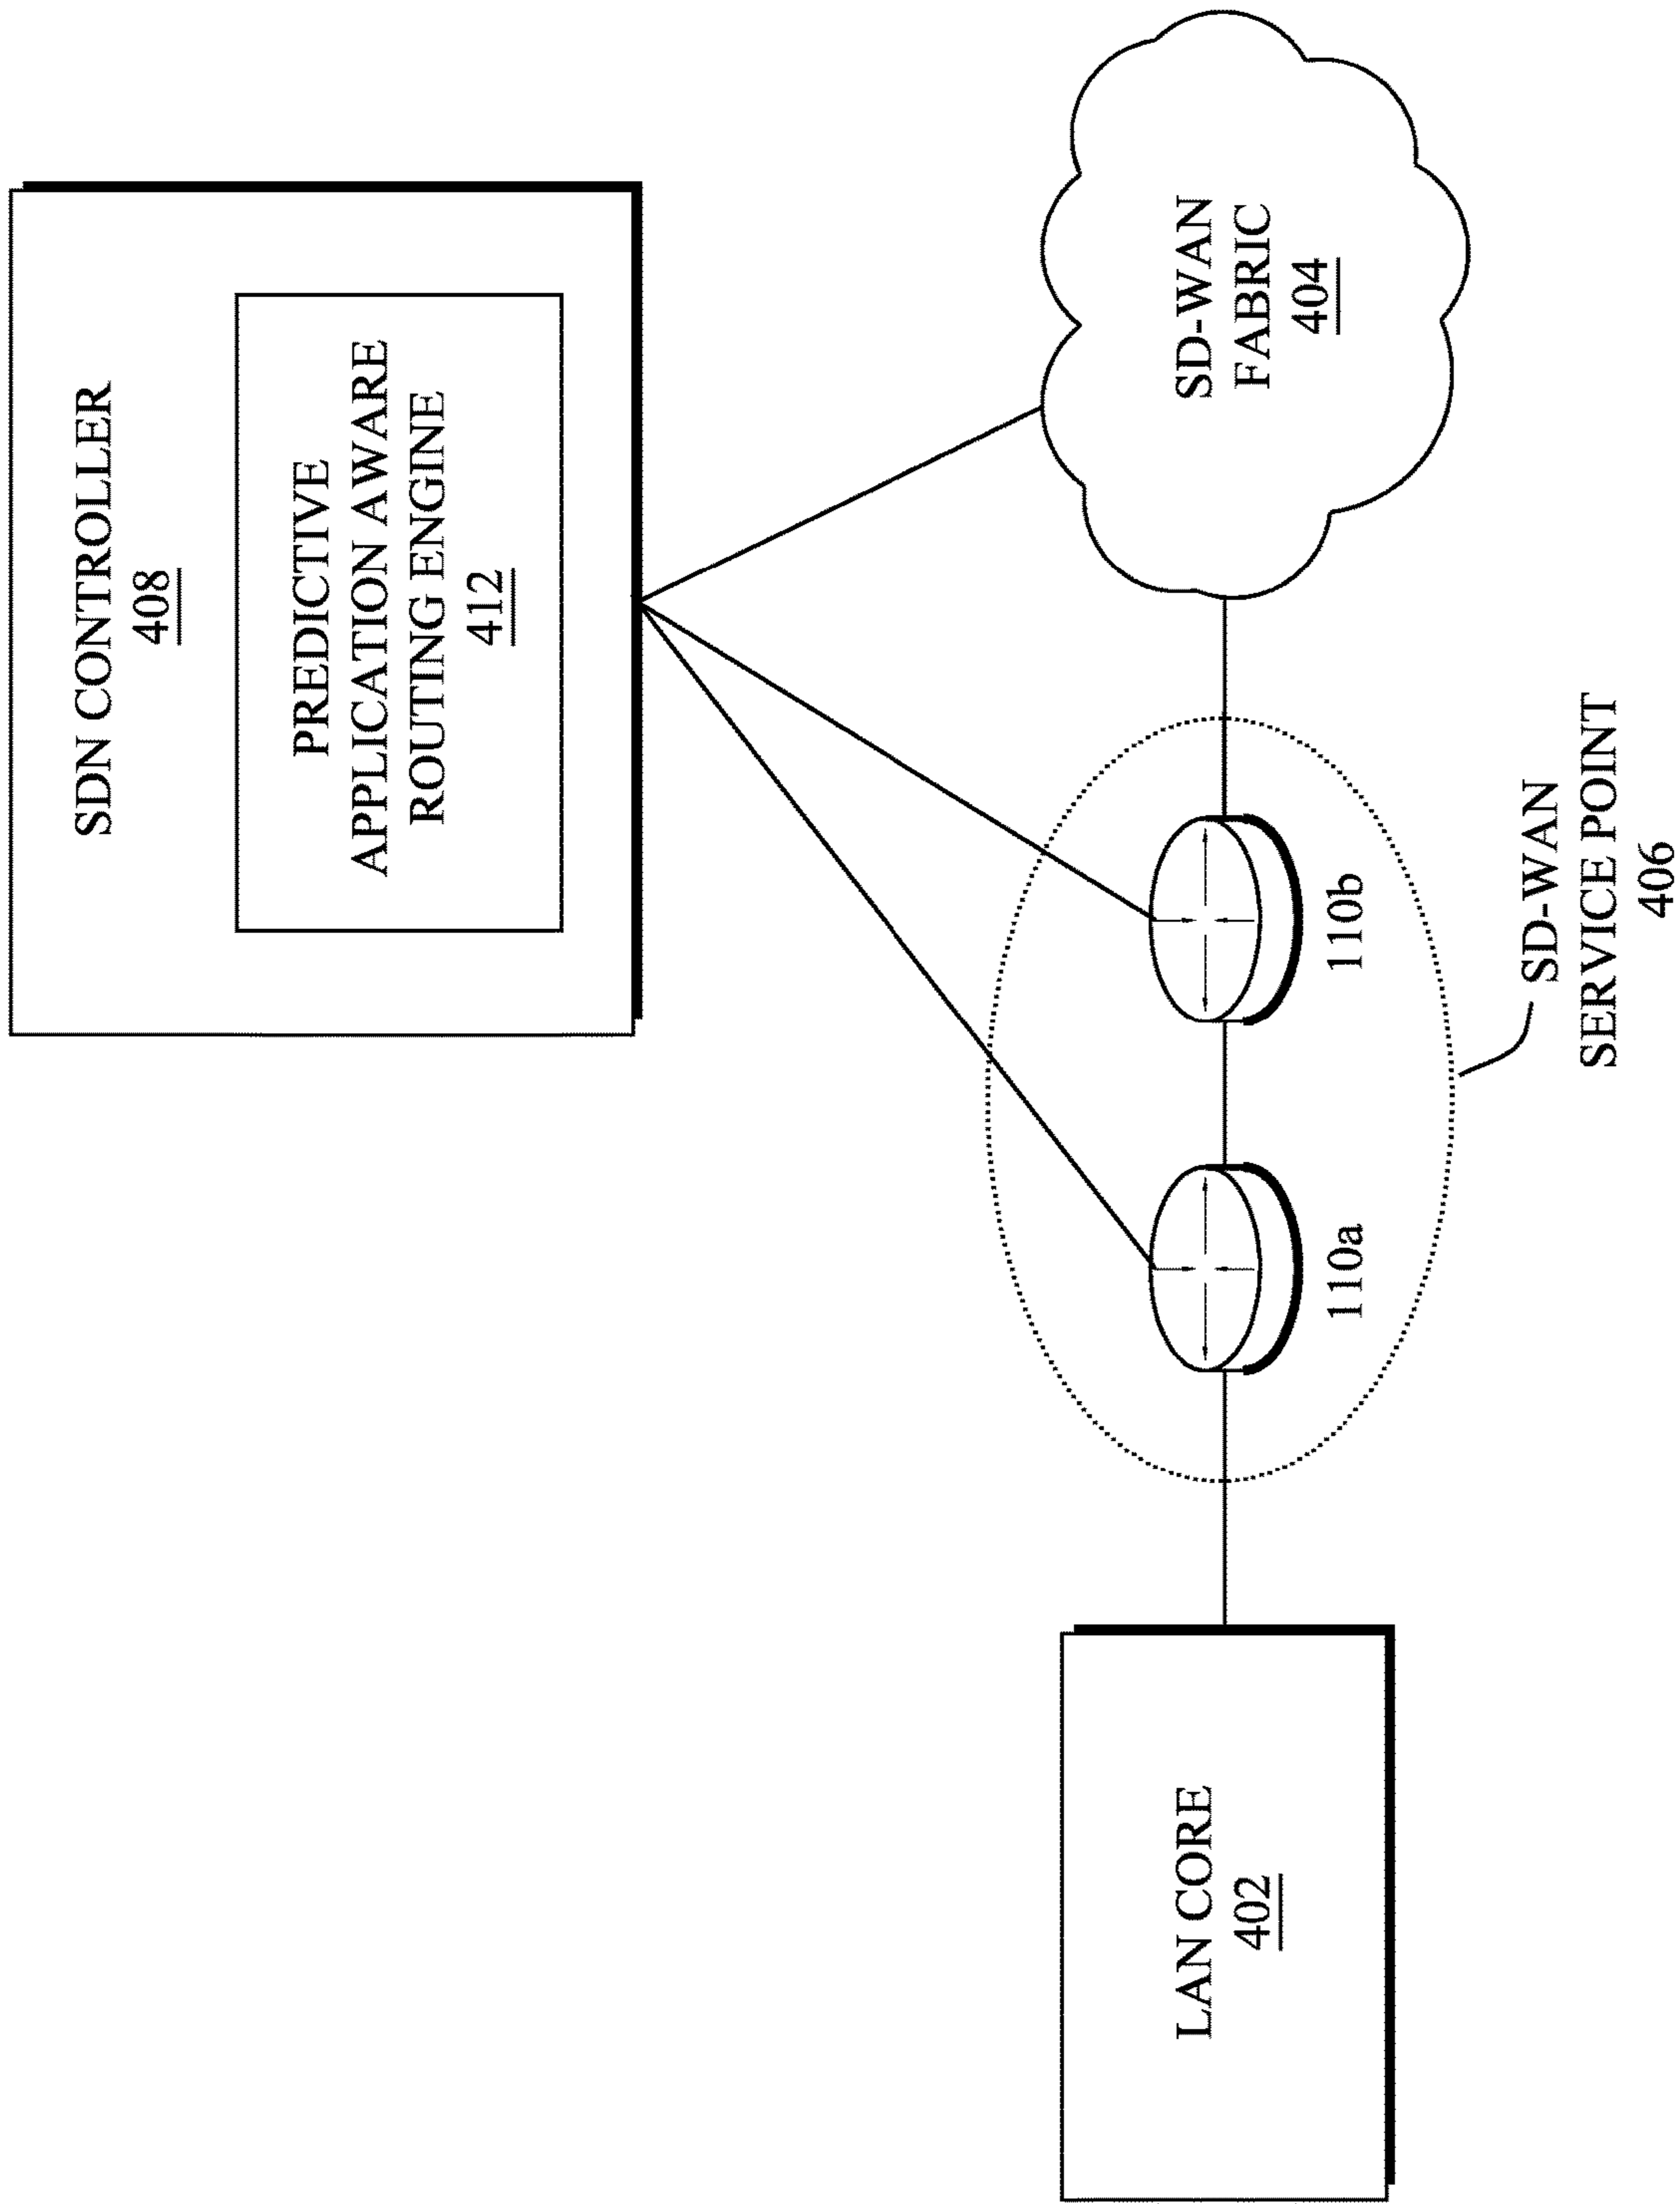 SDN CONTROLLER
408
PREDICTIVE
APPLICATION AWARE
ROUTING ENGINE
412
LAN CORE
402
110a
110b
SD-WAN
FABRIC
404
SD-WAN
SERVICE POINT
406